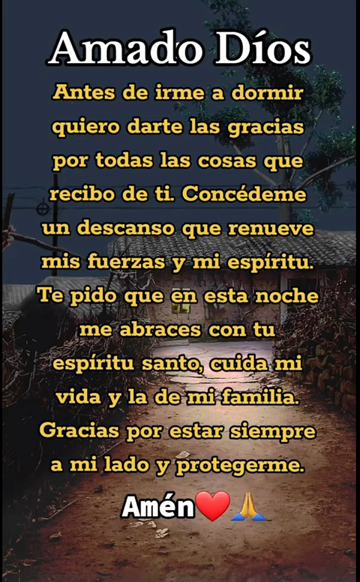 Amado Díos
Antes de irme a dormir
quiero darte las gracias
por todas las cosas que
recibo de ti. Concédeme
un descanso que renueve
mis fuerzas y mi espíritu.
Te pido que en esta noche
me abraces con tu
espíritu santo, cuida mi
vida y la de mi familia.
Gracias por estar siempre
a mi lado y protegerme.
Amén❤️🙏